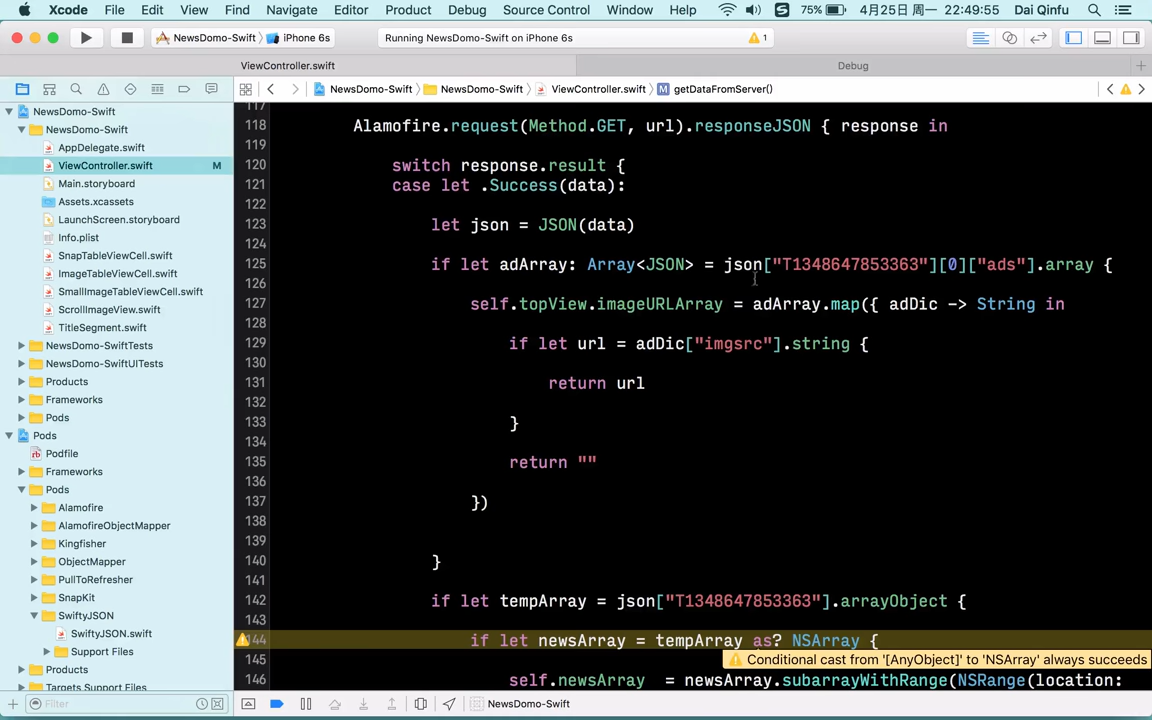 Xcode File Edit View Find Navigate Editor Product Debug Source Control Window Help 75% 4月25日 周一 22:49:55 Dai Qinfu
NewsDomo-Swift iPhone 6s Running NewsDomo-Swift on iPhone 6s 1
ViewController.swift Debug
NewsDomo-Swift NewsDomo-Swift ViewController.swift M getDataFromServer()
NewsDomo-Swift
NewsDomo-Swift
AppDelegate.swift
ViewController.swift M
Main.storyboard
Assets.xcassets
LaunchScreen.storyboard
Info.plist
SnapTableViewCell.swift
ImageTableViewCell.swift
SmallImageTableViewCell.swift
ScrollImageView.swift
TitleSegment.swift
NewsDomo-SwiftTests
NewsDomo-SwiftUITests
Products
Frameworks
Pods
Pods
Podfile
Frameworks
Pods
Alamofire
AlamofireObjectMapper
Kingfisher
ObjectMapper
PullToRefresher
SnapKit
SwiftyJSON
SwiftyJSON.swift
Support Files
Products
Targets Support Files
Filter
117
118 Alamofire.request(Method.GET, url).responseJSON { response in
119
120 switch response.result {
121 case let .Success(data):
122
123 let json = JSON(data)
124
125 if let adArray: Array<JSON> = json["T1348647853363"][0]["ads"].array {
126
127 self.topView.imageURLArray = adArray.map({ adDic -> String in
128
129 if let url = adDic["imgsrc"].string {
130
131 return url
132
133 }
134
135 return ""
136
137 })
138
139
140 }
141
142 if let tempArray = json["T1348647853363"].arrayObject {
143
144 if let newsArray = tempArray as? NSArray {
145 Conditional cast from '[AnyObject]' to 'NSArray' always succeeds
146 self.newsArray = newsArray.subarrayWithRange(NSRange(location:
NewsDomo-Swift